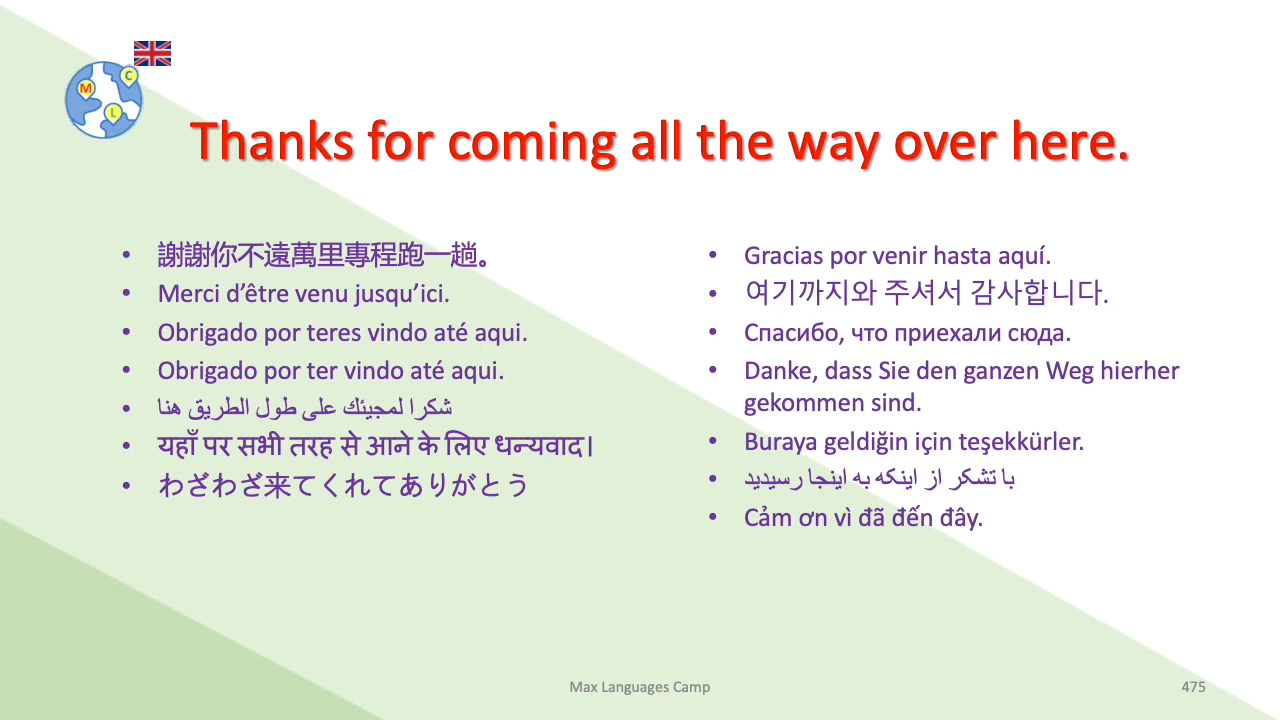 M C L
Thanks for coming all the way over here.
謝謝你不遠萬里專程跑一趟。
Merci d’être venu jusqu’ici.
Obrigado por teres vindo até aqui.
Obrigado por ter vindo até aqui.
شكرا لمجيئك على طول الطريق هنا
यहाँ पर सभी तरह से आने के लिए धन्यवाद।
わざわざ来てくれてありがとう
Gracias por venir hasta aquí.
여기까지와 주셔서 감사합니다.
Спасибо, что приехали сюда.
Danke, dass Sie den ganzen Weg hierher
gekommen sind.
Buraya geldiğin için teşekkürler.
با تشکر از اینکه به اینجا رسیدید
Cảm ơn vì đã đến đây.
Max Languages Camp
475